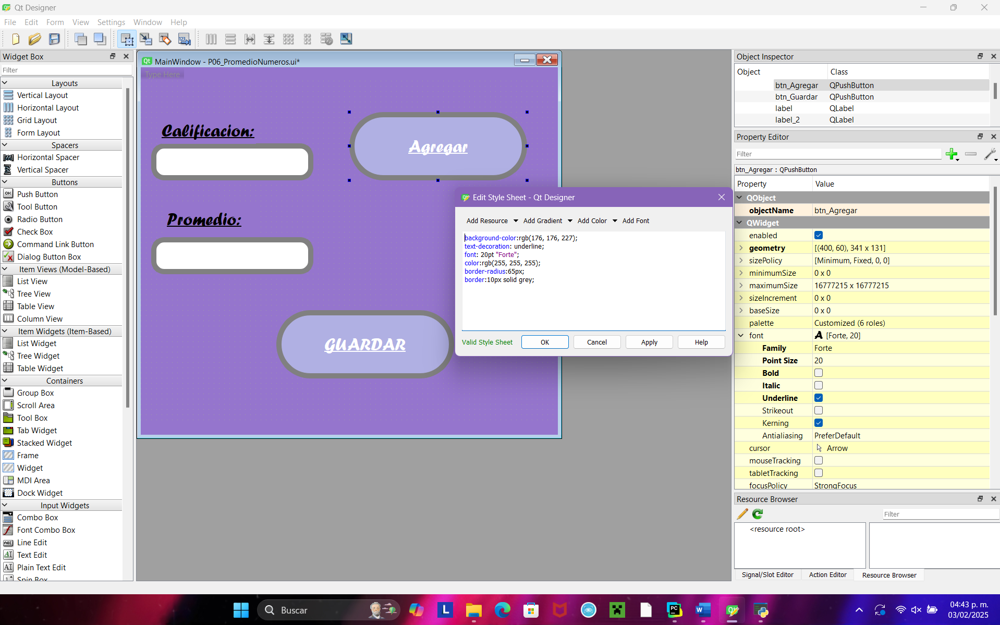 Qt Designer
File Edit Form View Settings Window Help
Widget Box
Filter
Layouts
Vertical Layout
Horizontal Layout
Grid Layout
Form Layout
Spacers
Horizontal Spacer
Vertical Spacer
Buttons
Push Button
Tool Button
Radio Button
Check Box
Command Link Button
Dialog Button Box
Item Views (Model-Based)
List View
Tree View
Table View
Column View
Item Widgets (Item-Based)
List Widget
Tree Widget
Table Widget
Containers
Group Box
Scroll Area
Tool Box
Tab Widget
Stacked Widget
Frame
Widget
MDI Area
Dock Widget
Input Widgets
Combo Box
Font Combo Box
Line Edit
Text Edit
Plain Text Edit
Spin Box
MainWindow - P06_PromedioNumeros.ui*
Type Here
Calificacion:
Agregar
Promedio:
GUARDAR
Edit Style Sheet - Qt Designer
Add Resource Add Gradient Add Color Add Font
background-color:rgb(176, 176, 227);
text-decoration: underline;
font: 20pt "Forte";
color:rgb(255, 255, 255);
border-radius:65px;
border:10px solid grey;
Valid Style Sheet OK Cancel Apply Help
Object Inspector
Object Class
btn_Agregar QPushButton
btn_Guardar QPushButton
label QLabel
label_2 QLabel
Property Editor
Filter
btn_Agregar : QPushButton
Property Value
QObject
objectName btn_Agregar
QWidget
enabled
geometry [(400, 60), 341 x 131]
sizePolicy [Minimum, Fixed, 0, 0]
minimumSize 0 x 0
maximumSize 16777215 x 16777215
sizeIncrement 0 x 0
baseSize 0 x 0
palette Customized (6 roles)
font A [Forte, 20]
Family Forte
Point Size 20
Bold
Italic
Underline
Strikeout
Kerning
Antialiasing PreferDefault
cursor Arrow
mouseTracking
tabletTracking
focusPolicy StrongFocus
Resource Browser
Filter
<resource root>
Signal/Slot Editor Action Editor Resource Browser
Buscar
04:43 p. m.
03/02/2025